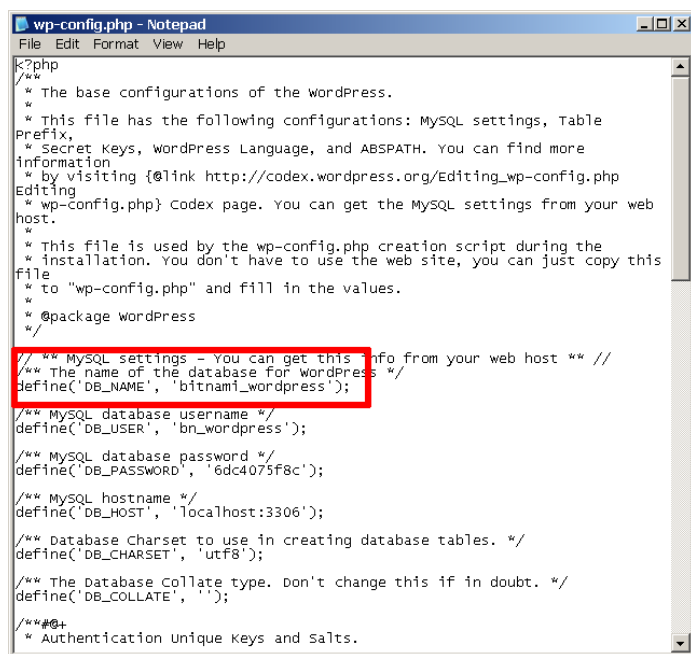 wp-config.php - Notepad
File Edit Format View Help
<?php
/**
 * The base configurations of the WordPress.
 *
 * This file has the following configurations: MySQL settings, Table
Prefix,
 * Secret Keys, WordPress Language, and ABSPATH. You can find more
information
 * by visiting {@link http://codex.wordpress.org/Editing_wp-config.php
Editing
 * wp-config.php} Codex page. You can get the MySQL settings from your web
host.
 *
 * This file is used by the wp-config.php creation script during the
 * installation. You don't have to use the web site, you can just copy this
file
 * to "wp-config.php" and fill in the values.
 *
 * @package WordPress
 */
// ** MySQL settings - You can get this info from your web host ** //
/** The name of the database for WordPress */
define('DB_NAME', 'bitnami_wordpress');
/** MySQL database username */
define('DB_USER', 'bn_wordpress');
/** MySQL database password */
define('DB_PASSWORD', '6dc4075f8c');
/** MySQL hostname */
define('DB_HOST', 'localhost:3306');
/** Database Charset to use in creating database tables. */
define('DB_CHARSET', 'utf8');
/** The Database Collate type. Don't change this if in doubt. */
define('DB_COLLATE', '');
/**#@+
 * Authentication Unique Keys and Salts.